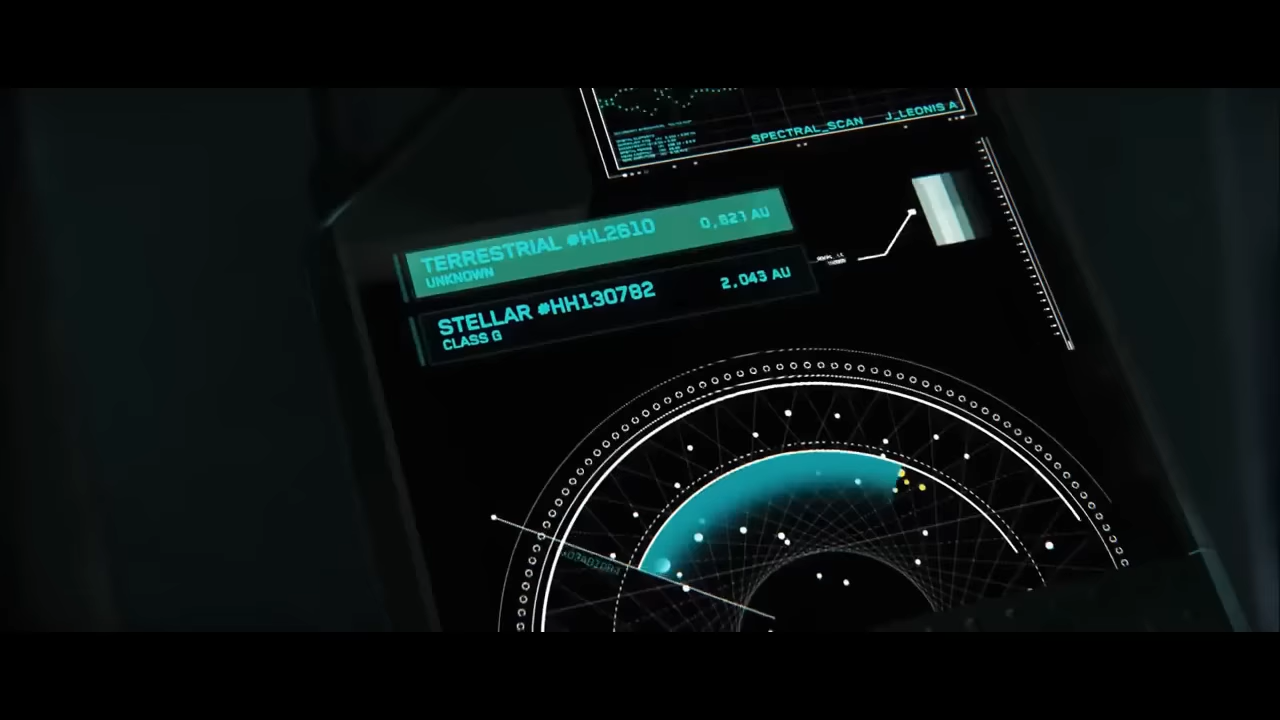 SPECTRAL_SCAN J_LEONIS A
TERRESTRIAL #HL2610 0,821 AU
UNKNOWN
STELLAR #HH130782 2,043 AU
CLASS G